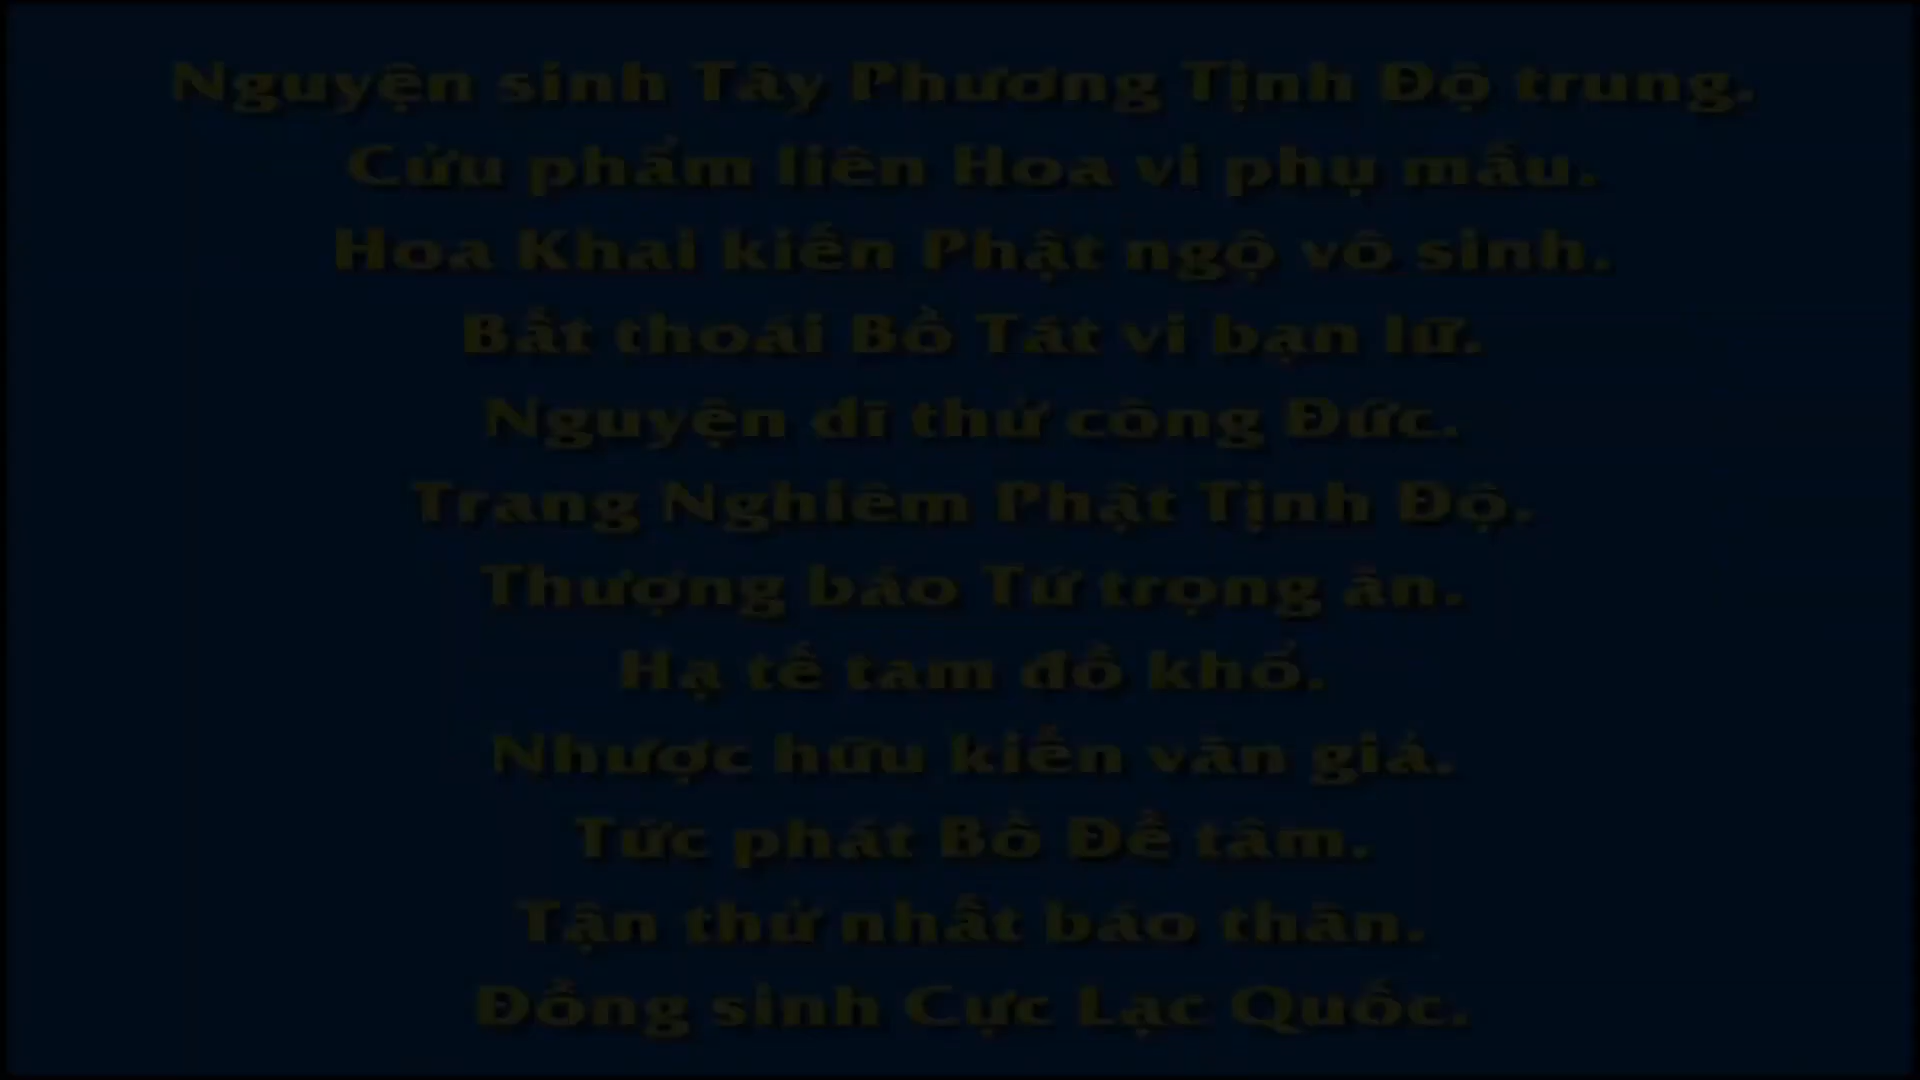 Nguyện sinh Tây Phương Tịnh Độ trung.
Cửu phẩm liên Hoa vi phụ mẫu.
Hoa Khai kiến Phật ngộ vô sinh.
Bất thoái Bồ Tát vi bạn lữ.
Nguyện dĩ thử công Đức.
Trang Nghiêm Phật Tịnh Độ.
Thượng báo Tứ trọng ân.
Hạ tế tam đồ khổ.
Nhược hữu kiến văn giả.
Tức phát Bồ Đề tâm.
Tận thử nhất báo thân.
Đồng sinh Cực Lạc Quốc.